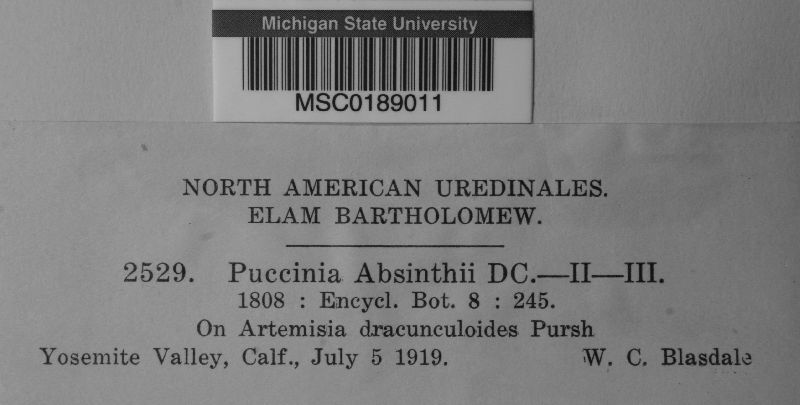 Michigan State University
MSC0189011
NORTH AMERICAN UREDINALES.
ELAM BARTHOLOMEW.
2529. Puccinia Absinthii DC.—II—III.
1808 : Encycl. Bot. 8 : 245.
On Artemisia dracunculoides Pursh
Yosemite Valley, Calf., July 5 1919. W. C. Blasdale